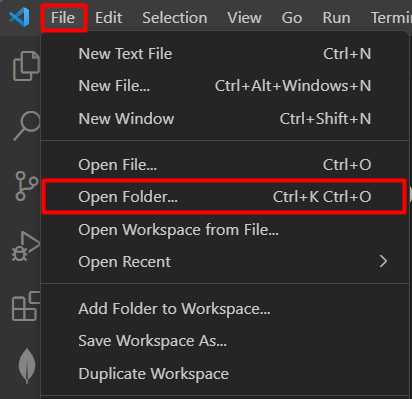 File Edit Selection View Go Run Termi
New Text File Ctrl+N
New File... Ctrl+Alt+Windows+N
New Window Ctrl+Shift+N
Open File... Ctrl+O
Open Folder... Ctrl+K Ctrl+O
Open Workspace from File...
Open Recent
Add Folder to Workspace...
Save Workspace As...
Duplicate Workspace